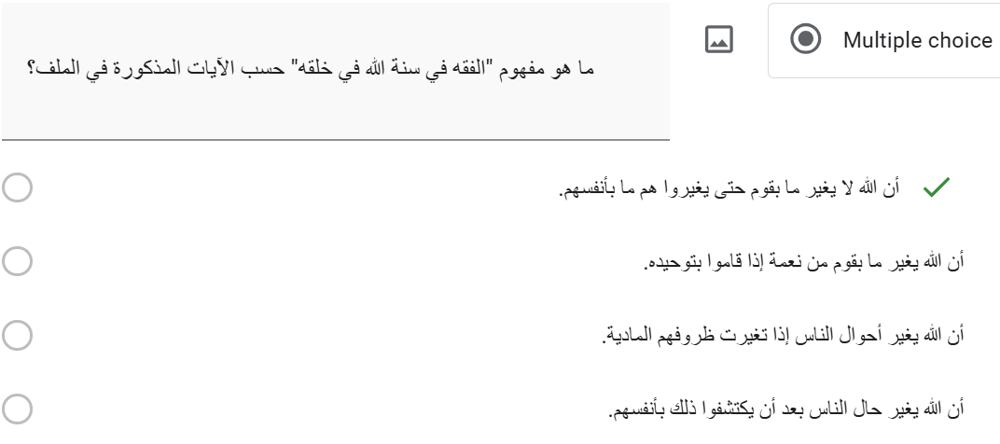 ما هو مفهوم "الفقه في سنة الله في خلقه" حسب الآيات المذكورة في الملف؟
Multiple choice
أن الله لا يغير ما بقوم حتى يغيروا هم ما بأنفسهم.
أن الله يغير ما بقوم من نعمة إذا قاموا بتوحيده.
أن الله يغير أحوال الناس إذا تغيرت ظروفهم المادية.
أن الله يغير حال الناس بعد أن يكتشفوا ذلك بأنفسهم.